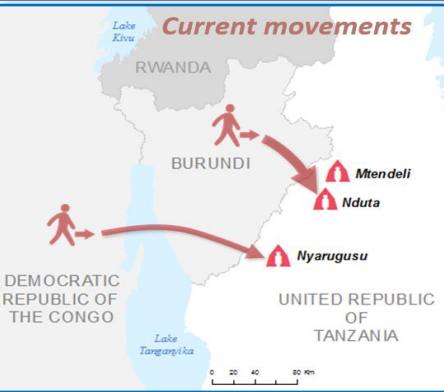 Current movements
Lake
Kivu
RWANDA
BURUNDI
Mtendeli
Nduta
Nyarugusu
DEMOCRATIC
REPUBLIC OF
THE CONGO
UNITED REPUBLIC
OF
TANZANIA
Lake
Tanganyika
0 20 40 80 Km